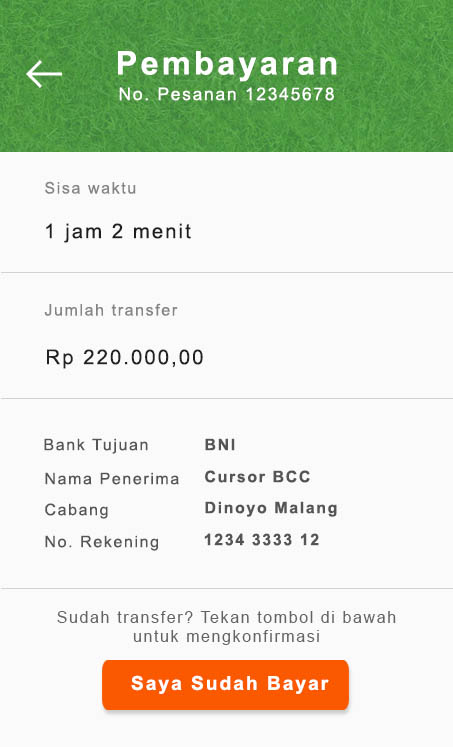 Pembayaran
No. Pesanan 12345678
Sisa waktu
1 jam 2 menit
Jumlah transfer
Rp 220.000,00
Bank Tujuan BNI
Nama Penerima Cursor BCC
Cabang Dinoyo Malang
No. Rekening 1234 3333 12
Sudah transfer? Tekan tombol di bawah
untuk mengkonfirmasi
Saya Sudah Bayar